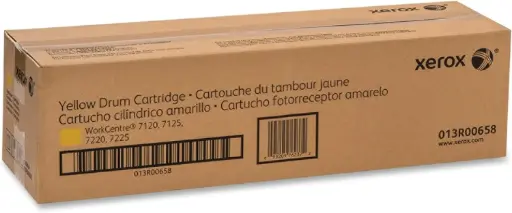 xerox
xerox
Yellow Drum Cartridge • Cartouche du tambour jaune
Cartucho cilíndrico amarillo • Cartucho fotorreceptor amarelo
WorkCentre® 7120, 7125,
7220, 7225
013R00658
013R00658
www.xerox.com